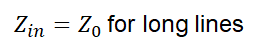 Z_in = Z_0 for long lines